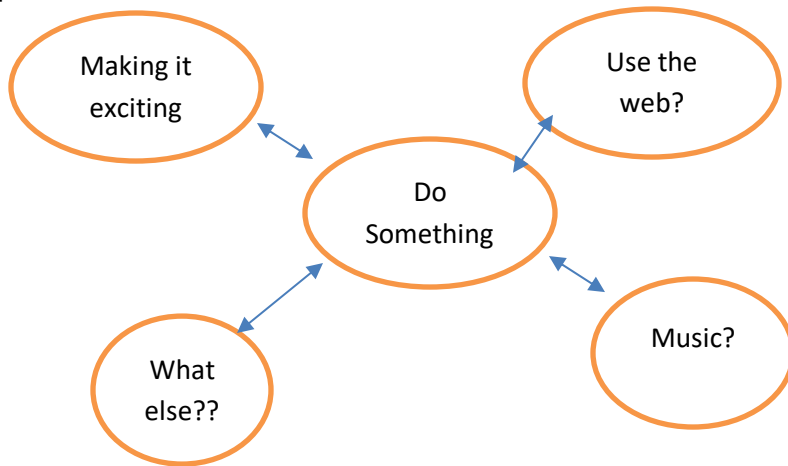 Making it
exciting
Use the
web?
Do
Something
Music?
What
else??